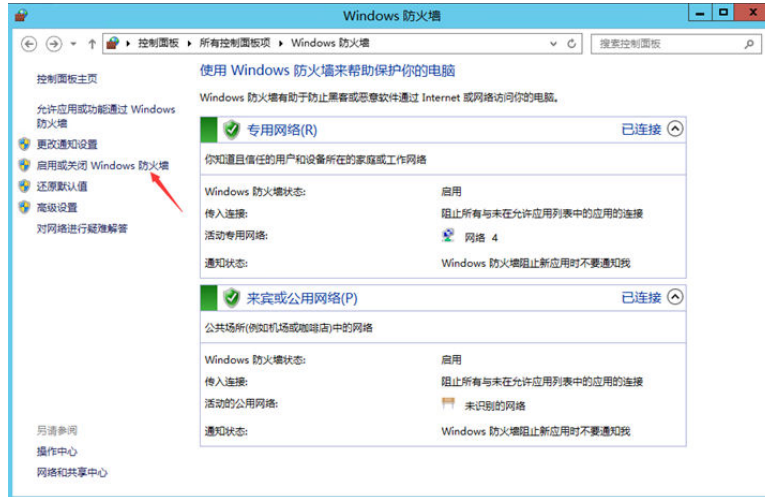 Windows 防火墙
控制面板 ▸ 所有控制面板项 ▸ Windows 防火墙
搜索控制面板
控制面板主页
允许应用或功能通过 Windows
防火墙
更改通知设置
启用或关闭 Windows 防火墙
还原默认值
高级设置
对网络进行疑难解答
使用 Windows 防火墙来帮助保护你的电脑
Windows 防火墙有助于防止黑客或恶意软件通过 Internet 或网络访问你的电脑。
专用网络(R) 已连接
你知道且信任的用户和设备所在的家庭或工作网络
Windows 防火墙状态: 启用
传入连接: 阻止所有与未在允许应用列表中的应用的连接
活动专用网络: 网络 4
通知状态: Windows 防火墙阻止新应用时不要通知我
来宾或公用网络(P) 已连接
公共场所(例如机场或咖啡店)中的网络
Windows 防火墙状态: 启用
传入连接: 阻止所有与未在允许应用列表中的应用的连接
活动的公用网络: 未识别的网络
通知状态: Windows 防火墙阻止新应用时不要通知我
另请参阅
操作中心
网络和共享中心